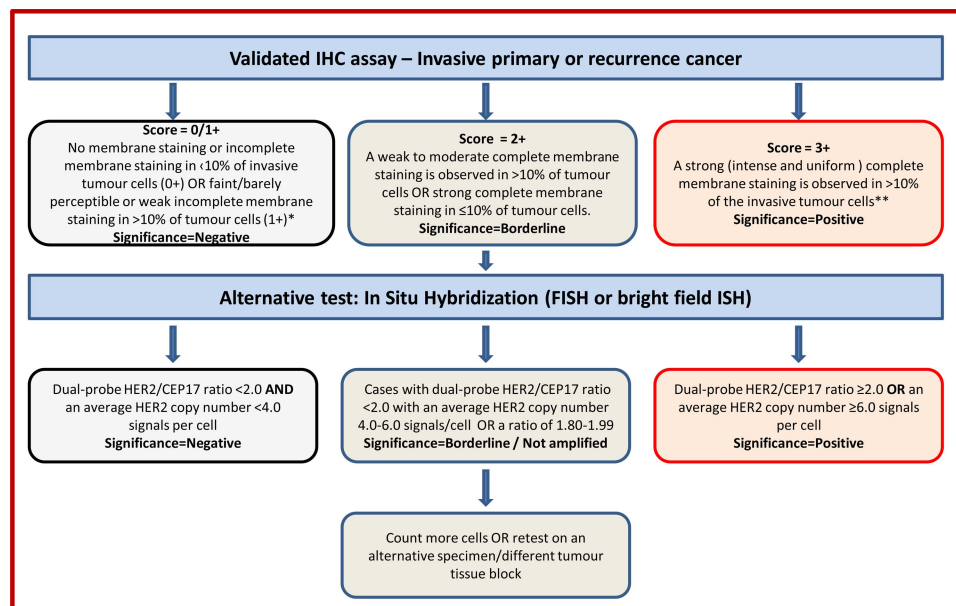 Validated IHC assay – Invasive primary or recurrence cancer
Score = 0/1+
No membrane staining or incomplete
membrane staining in <10% of invasive
tumour cells (0+) OR faint/barely
perceptible or weak incomplete membrane
staining in >10% of tumour cells (1+)*
Significance=Negative
Score = 2+
A weak to moderate complete membrane
staining is observed in >10% of tumour
cells OR strong complete membrane
staining in ≤10% of tumour cells.
Significance=Borderline
Score = 3+
A strong (intense and uniform ) complete
membrane staining is observed in >10%
of the invasive tumour cells**
Significance=Positive
Alternative test: In Situ Hybridization (FISH or bright field ISH)
Dual-probe HER2/CEP17 ratio <2.0 AND
an average HER2 copy number <4.0
signals per cell
Significance=Negative
Cases with dual-probe HER2/CEP17 ratio
<2.0 with an average HER2 copy number
4.0-6.0 signals/cell OR a ratio of 1.80-1.99
Significance=Borderline / Not amplified
Dual-probe HER2/CEP17 ratio ≥2.0 OR an
average HER2 copy number ≥6.0 signals
per cell
Significance=Positive
Count more cells OR retest on an
alternative specimen/different tumour
tissue block